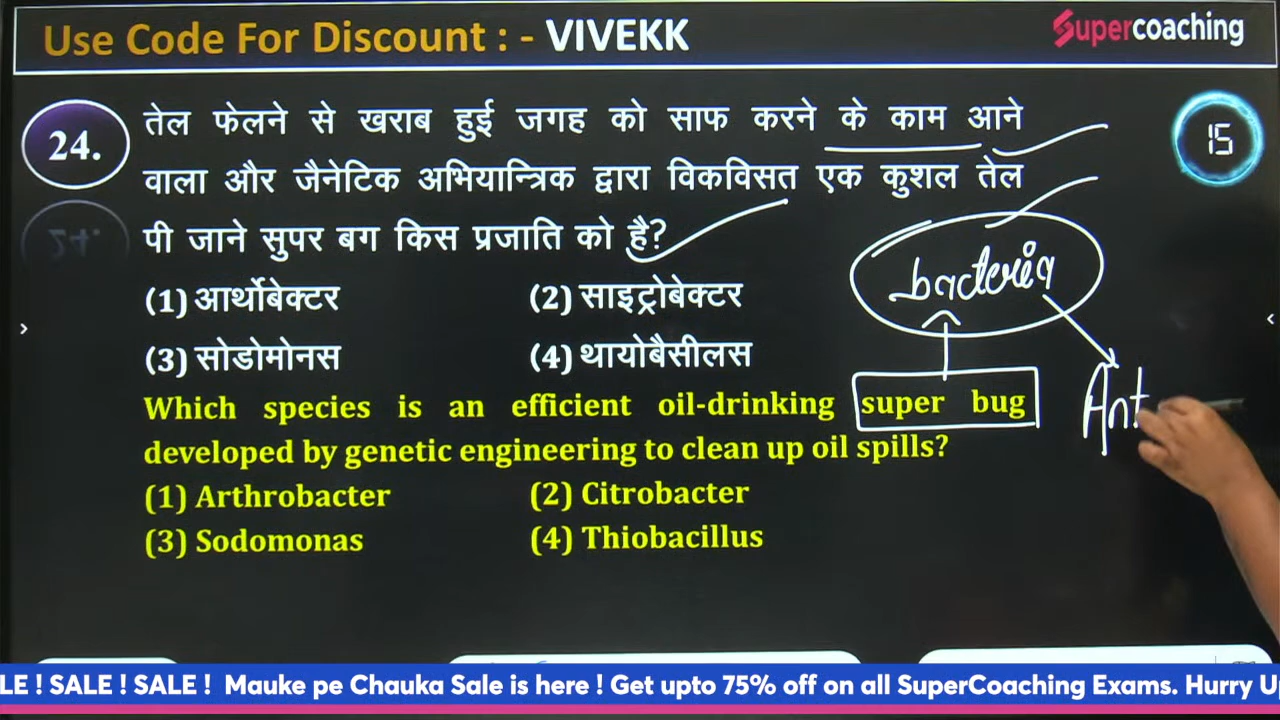 Use Code For Discount : - VIVEKK
Supercoaching
24.
तेल फेलने से खराब हुई जगह को साफ करने के काम आने
वाला और जैनेटिक अभियान्त्रिक द्वारा विकविसत एक कुशल तेल
पी जाने सुपर बग किस प्रजाति को है?
15
bacteria
(1) आर्थोबेक्टर
(2) साइट्रोबेक्टर
(3) सोडोमोनस
(4) थायोबैसीलस
Which species is an efficient oil-drinking super bug
developed by genetic engineering to clean up oil spills?
Ant
(1) Arthrobacter
(2) Citrobacter
(3) Sodomonas
(4) Thiobacillus
LE ! SALE ! SALE ! Mauke pe Chauka Sale is here ! Get upto 75% off on all SuperCoaching Exams. Hurry U